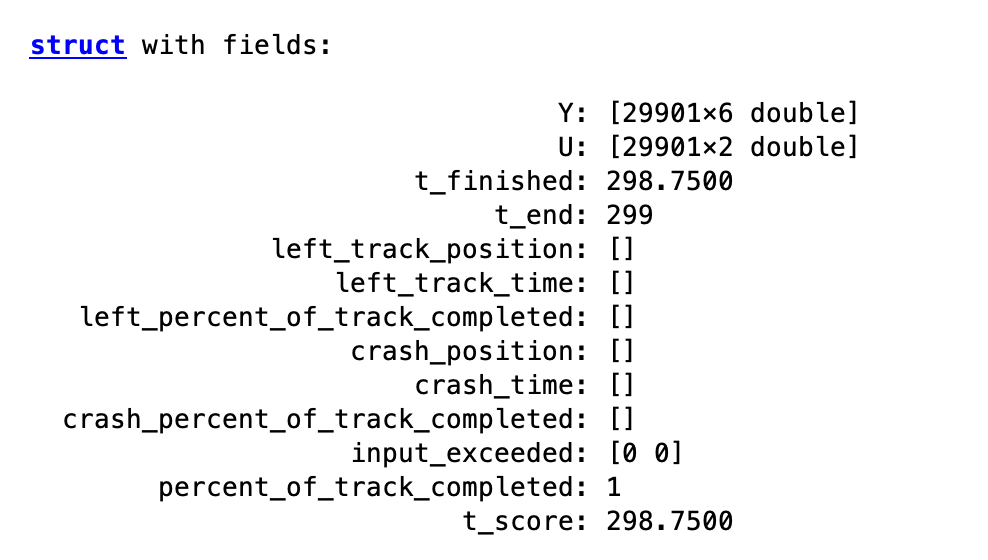 struct with fields:
Y: [29901×6 double]
U: [29901×2 double]
t_finished: 298.7500
t_end: 299
left_track_position: []
left_track_time: []
left_percent_of_track_completed: []
crash_position: []
crash_time: []
crash_percent_of_track_completed: []
input_exceeded: [0 0]
percent_of_track_completed: 1
t_score: 298.7500